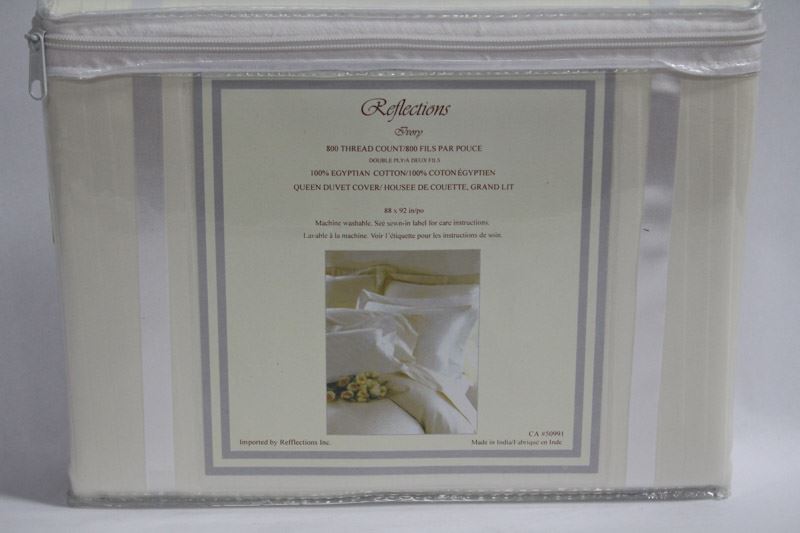 Reflections
Ivory
800 THREAD COUNT/800 FILS PAR POUCE
DOUBLE PLY/A DEUX FILS
100% EGYPTIAN COTTON/100% COTON ÉGYPTIEN
QUEEN DUVET COVER/ HOUSEE DE COUETTE, GRAND LIT
88 x 92 in/po
Machine washable. See sewn-in label for care instructions.
Lavable à la machine. Voir l'étiquette pour les instructions de soin.
CA #50991
Imported by Refflections Inc.
Made in India/Fabriqué en Inde